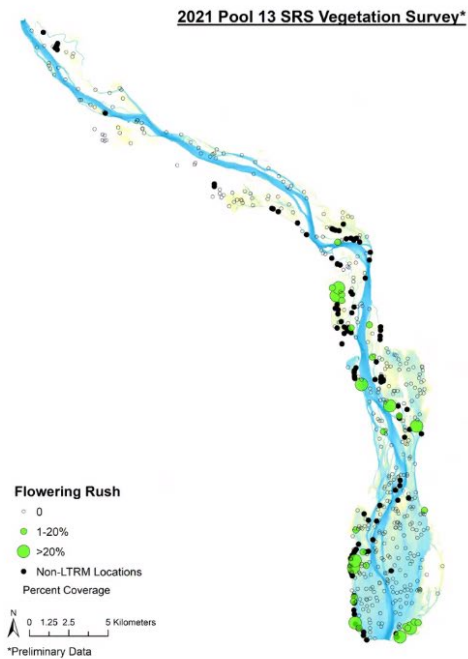 2021 Pool 13 SRS Vegetation Survey*
Flowering Rush
0
1-20%
>20%
Non-LTRM Locations
Percent Coverage
N
0 1.25 2.5 5 Kilometers
*Preliminary Data